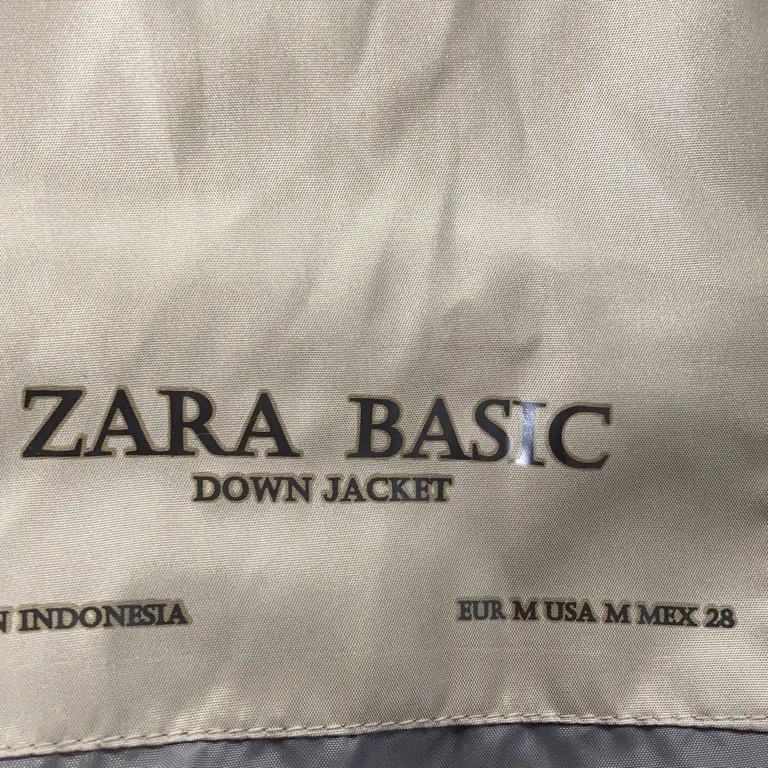 ZARA BASIC
DOWN JACKET
N INDONESIA
EUR M USA M MEX 28